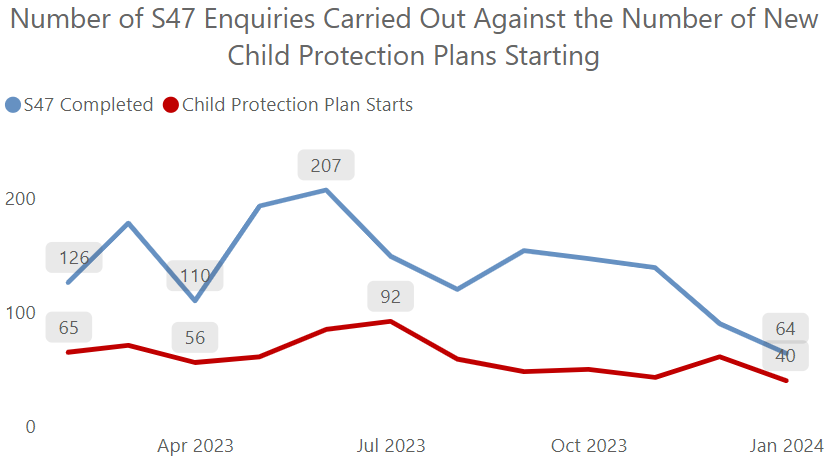 Number of S47 Enquiries Carried Out Against the Number of New
Child Protection Plans Starting
S47 Completed Child Protection Plan Starts
207
200
126
110
92
100
65
56
64
40
0
Apr 2023 Jul 2023 Oct 2023 Jan 2024